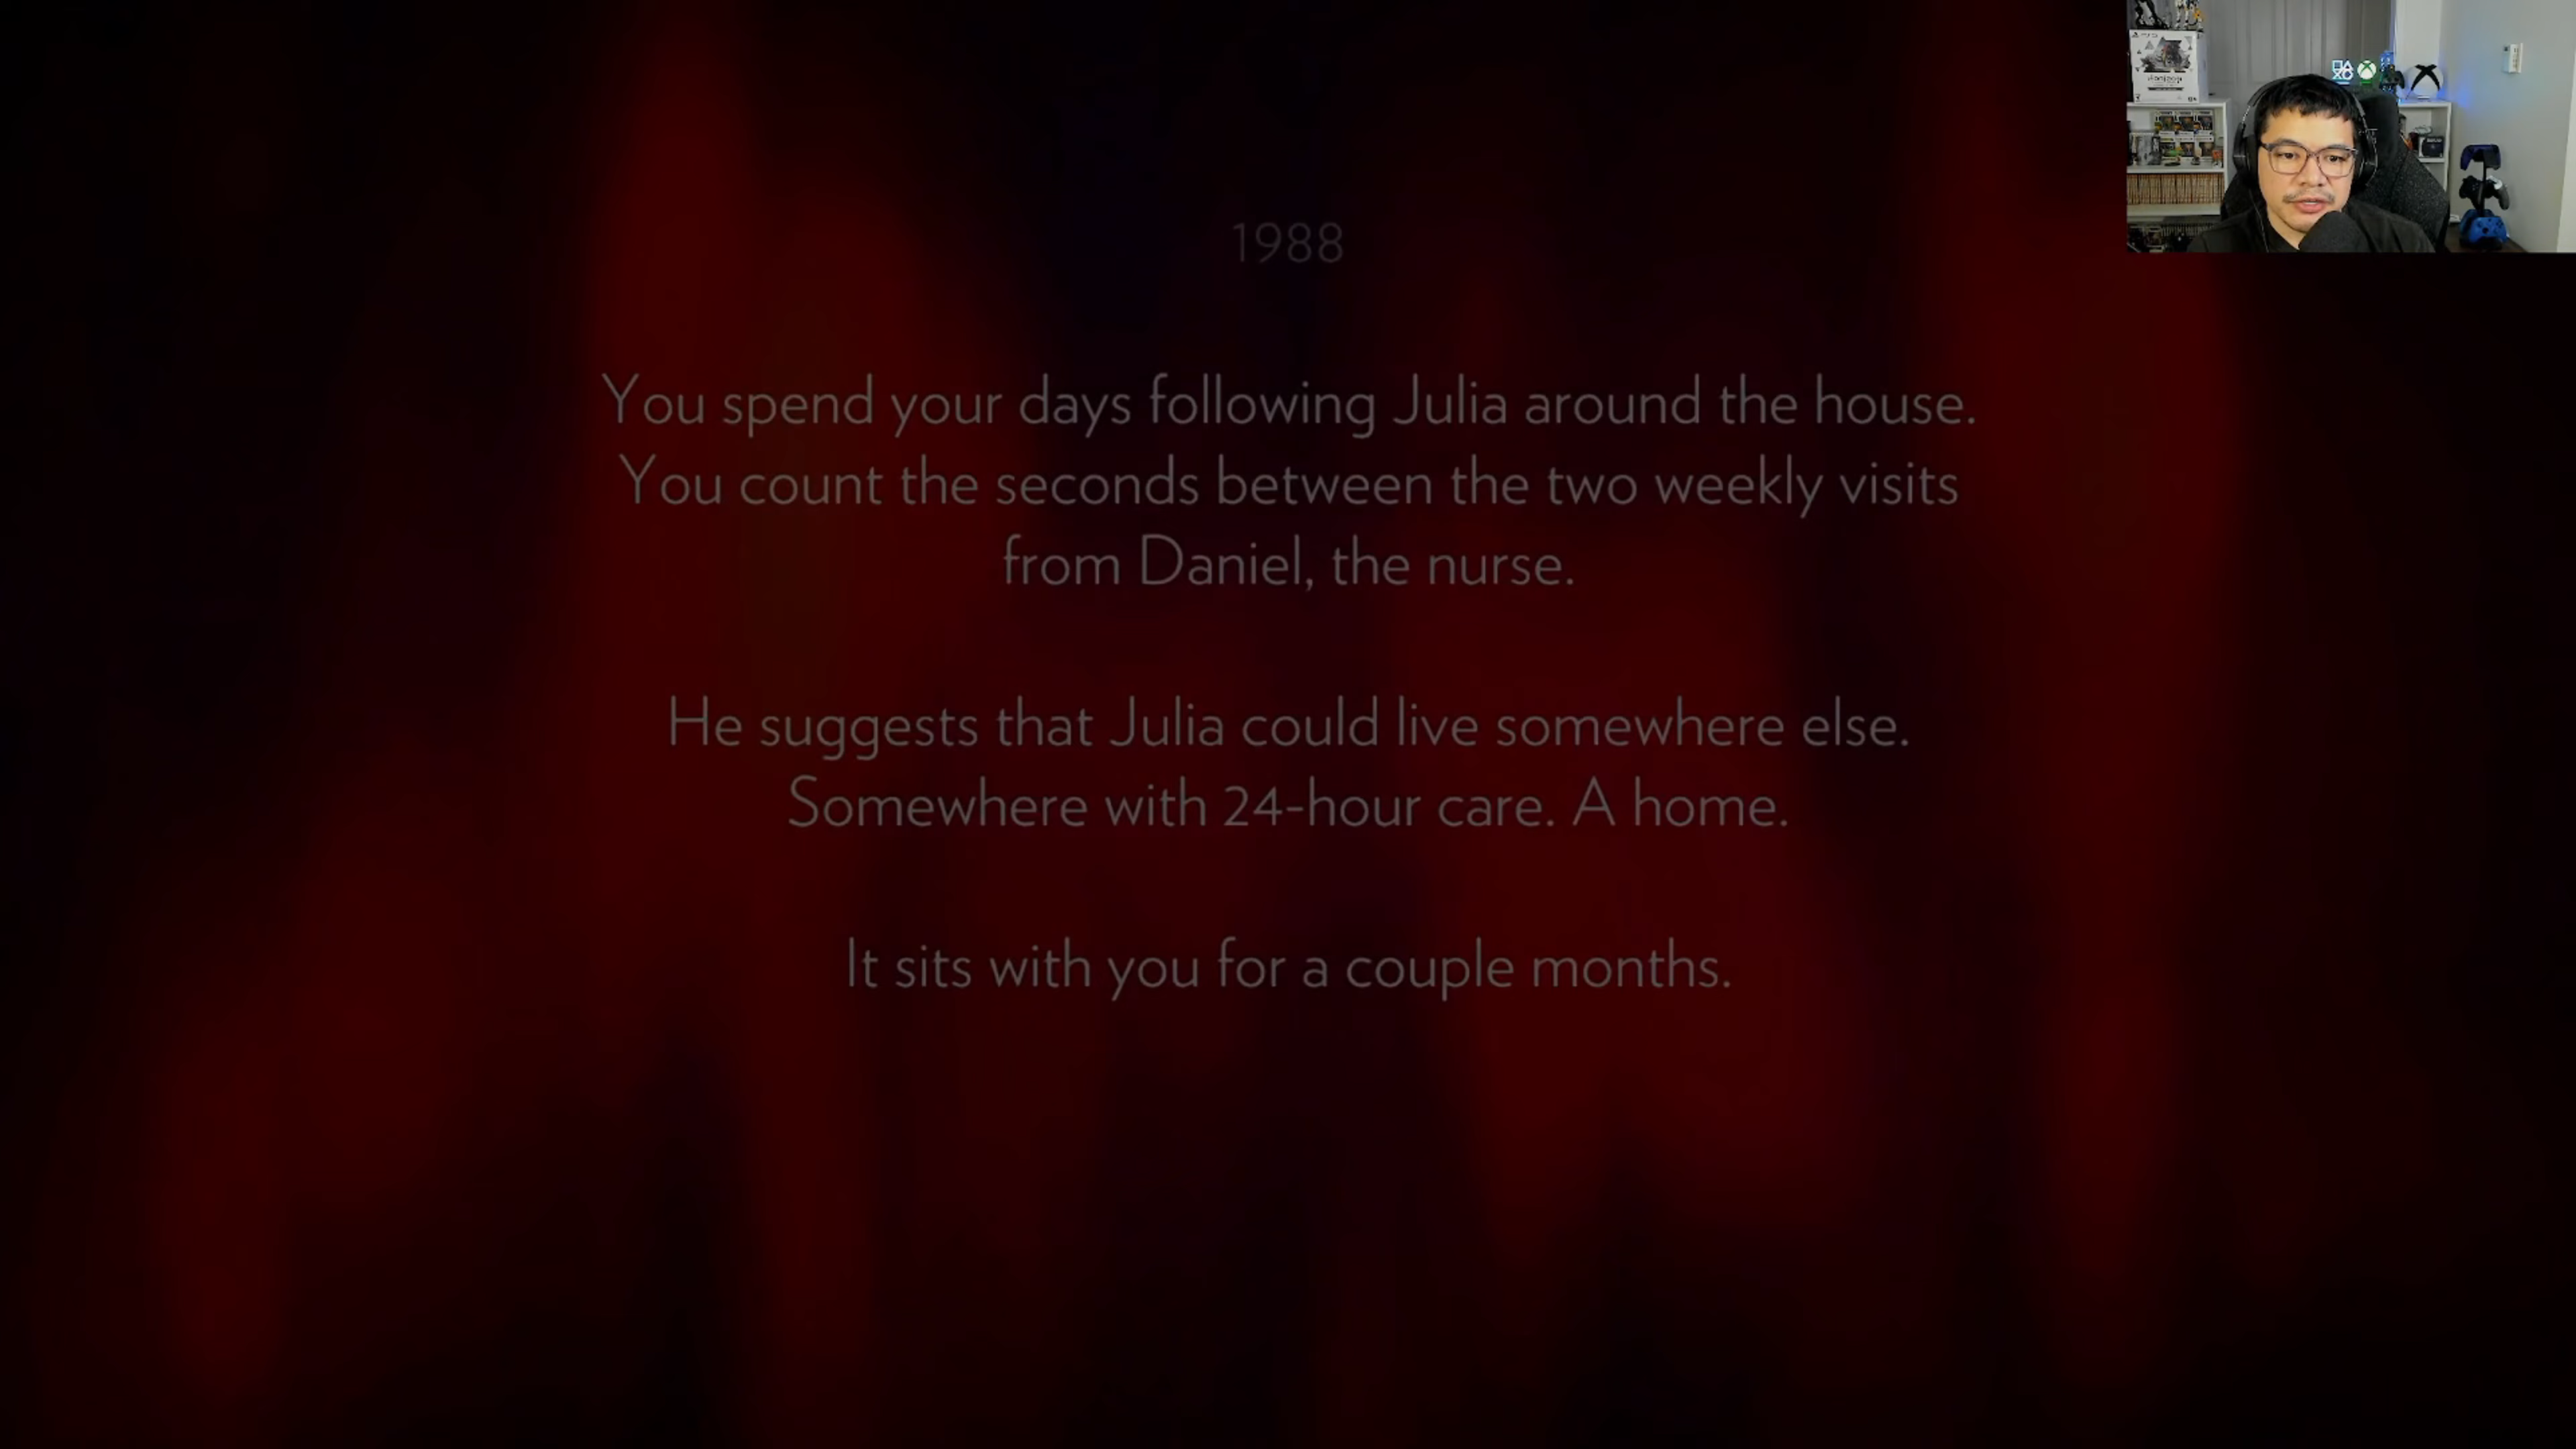 1988
You spend your days following Julia around the house.
You count the seconds between the two weekly visits
from Daniel, the nurse.
He suggests that Julia could live somewhere else.
Somewhere with 24-hour care. A home.
It sits with you for a couple months.